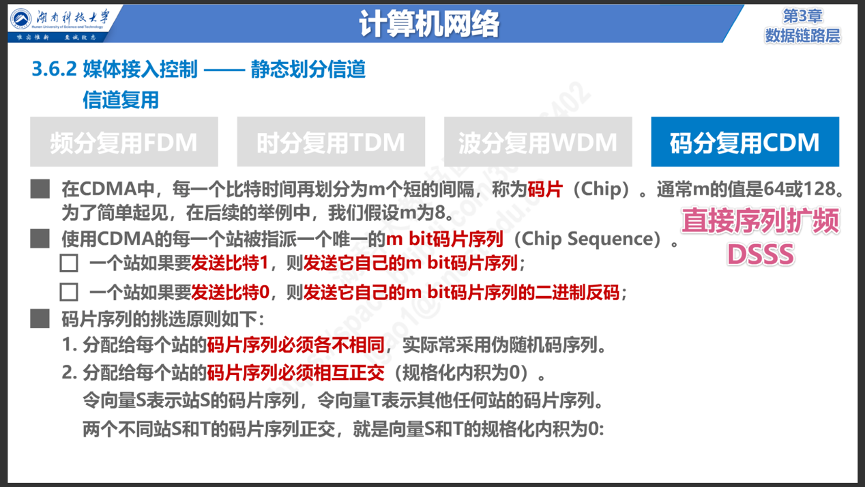 湖南科技大学
Hunan University of Science and Technology
唯实惟新 至诚致志
计算机网络
第3章
数据链路层
3.6.2 媒体接入控制 —— 静态划分信道
信道复用
频分复用FDM
时分复用TDM
波分复用WDM
码分复用CDM
在CDMA中，每一个比特时间再划分为m个短的间隔，称为码片（Chip）。通常m的值是64或128。
为了简单起见，在后续的举例中，我们假设m为8。
直接序列扩频
DSSS
使用CDMA的每一个站被指派一个唯一的m bit码片序列（Chip Sequence）。
一个站如果要发送比特1，则发送它自己的m bit码片序列；
一个站如果要发送比特0，则发送它自己的m bit码片序列的二进制反码；
码片序列的挑选原则如下：
1. 分配给每个站的码片序列必须各不相同，实际常采用伪随机码序列。
2. 分配给每个站的码片序列必须相互正交（规格化内积为0）。
令向量S表示站S的码片序列，令向量T表示其他任何站的码片序列。
两个不同站S和T的码片序列正交，就是向量S和T的规格化内积为0: